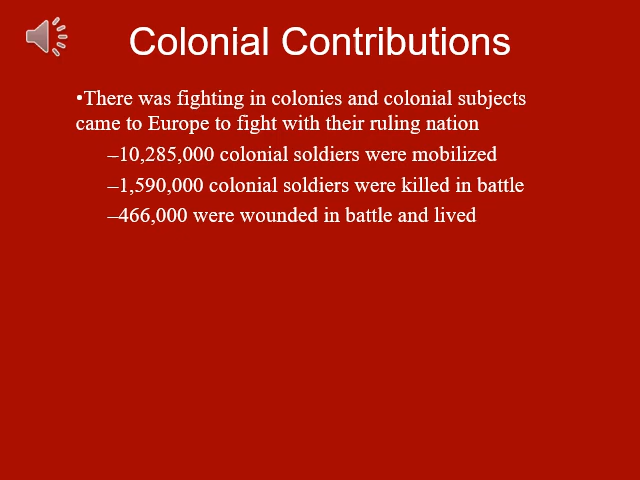 Colonial Contributions
•There was fighting in colonies and colonial subjects
came to Europe to fight with their ruling nation
–10,285,000 colonial soldiers were mobilized
–1,590,000 colonial soldiers were killed in battle
–466,000 were wounded in battle and lived